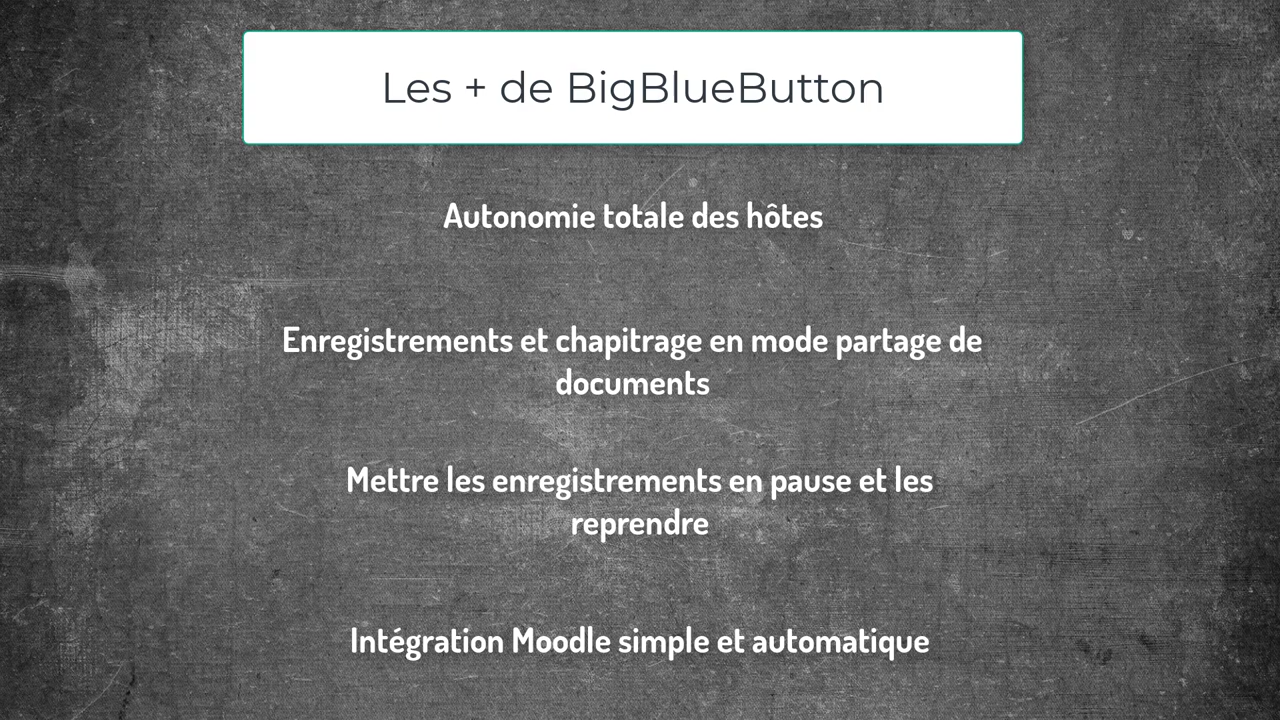 Les + de BigBlueButton
Autonomie totale des hôtes
Enregistrements et chapitrage en mode partage de
documents
Mettre les enregistrements en pause et les
reprendre
Intégration Moodle simple et automatique